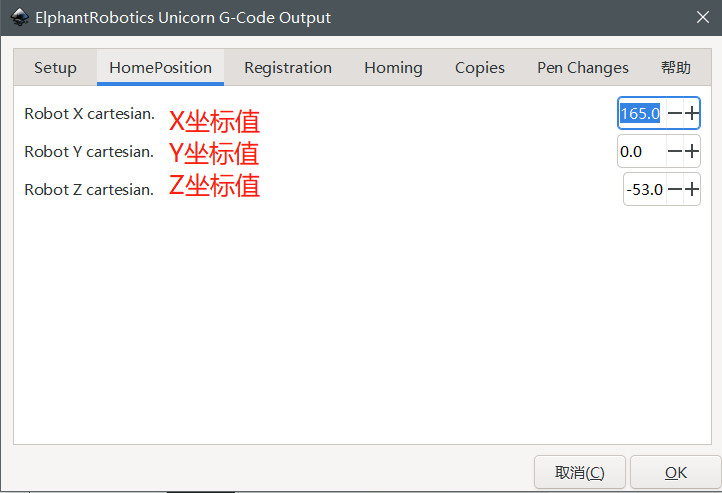 ElphantRobotics Unicorn G-Code Output
Setup HomePosition Registration Homing Copies Pen Changes 帮助
Robot X cartesian. X坐标值 165.0
Robot Y cartesian. Y坐标值 0.0
Robot Z cartesian. Z坐标值 -53.0
取消(C) OK